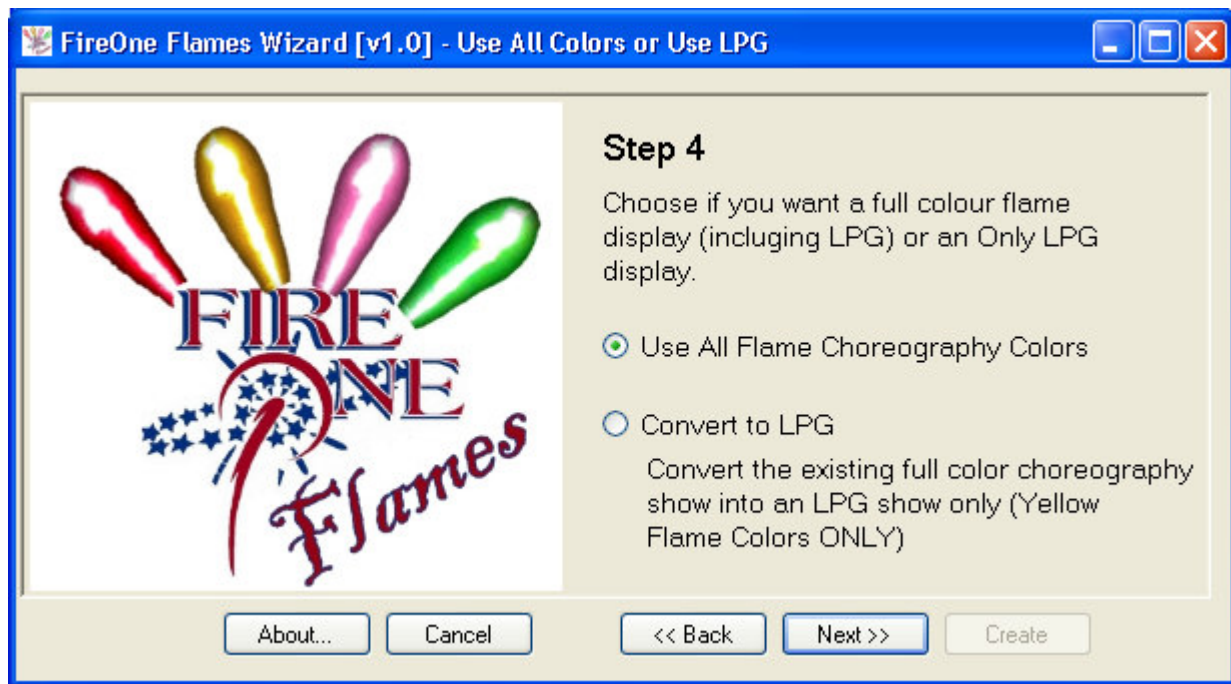 FireOne Flames Wizard [v1.0] - Use All Colors or Use LPG
FIRE
ONE
Flames
Step 4
Choose if you want a full colour flame
display (incluging LPG) or an Only LPG
display.
Use All Flame Choreography Colors
Convert to LPG
Convert the existing full color choreography
show into an LPG show only (Yellow
Flame Colors ONLY)
About...
Cancel
<< Back
Next >>
Create